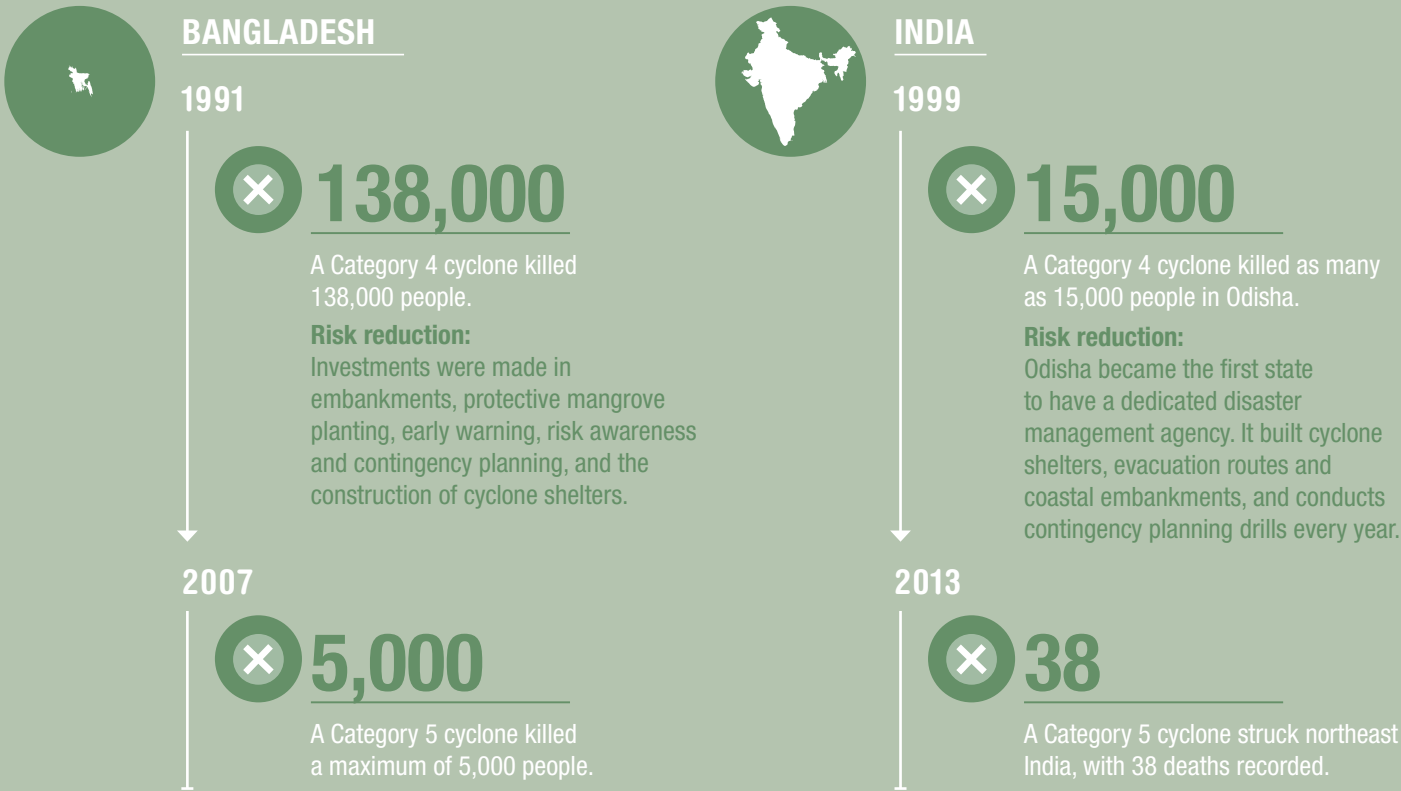 BANGLADESH
1991
138,000
A Category 4 cyclone killed
138,000 people.
Risk reduction:
Investments were made in
embankments, protective mangrove
planting, early warning, risk awareness
and contingency planning, and the
construction of cyclone shelters.
2007
5,000
A Category 5 cyclone killed
a maximum of 5,000 people.
INDIA
1999
15,000
A Category 4 cyclone killed as many
as 15,000 people in Odisha.
Risk reduction:
Odisha became the first state
to have a dedicated disaster
management agency. It built cyclone
shelters, evacuation routes and
coastal embankments, and conducts
contingency planning drills every year.
2013
38
A Category 5 cyclone struck northeast
India, with 38 deaths recorded.